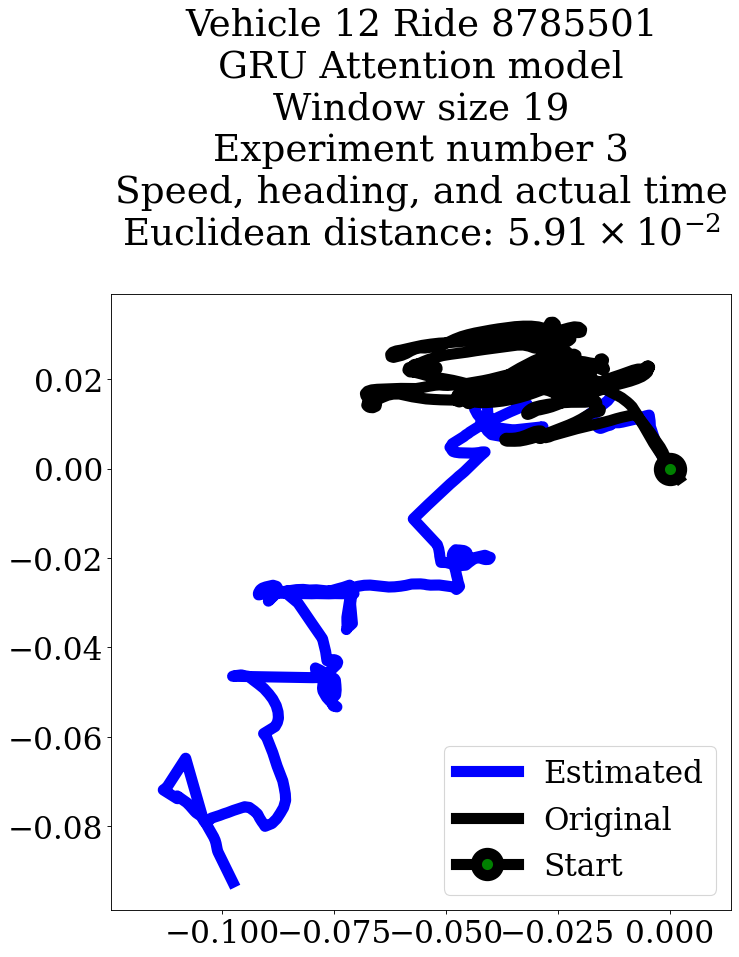 Vehicle 12 Ride 8785501
GRU Attention model
Window size 19
Experiment number 3
Speed, heading, and actual time
Euclidean distance: 5.91 × 10⁻²
0.02
0.00
−0.02
−0.04
−0.06
−0.08
Estimated
Original
Start
−0.100 −0.075 −0.050 −0.025 0.000